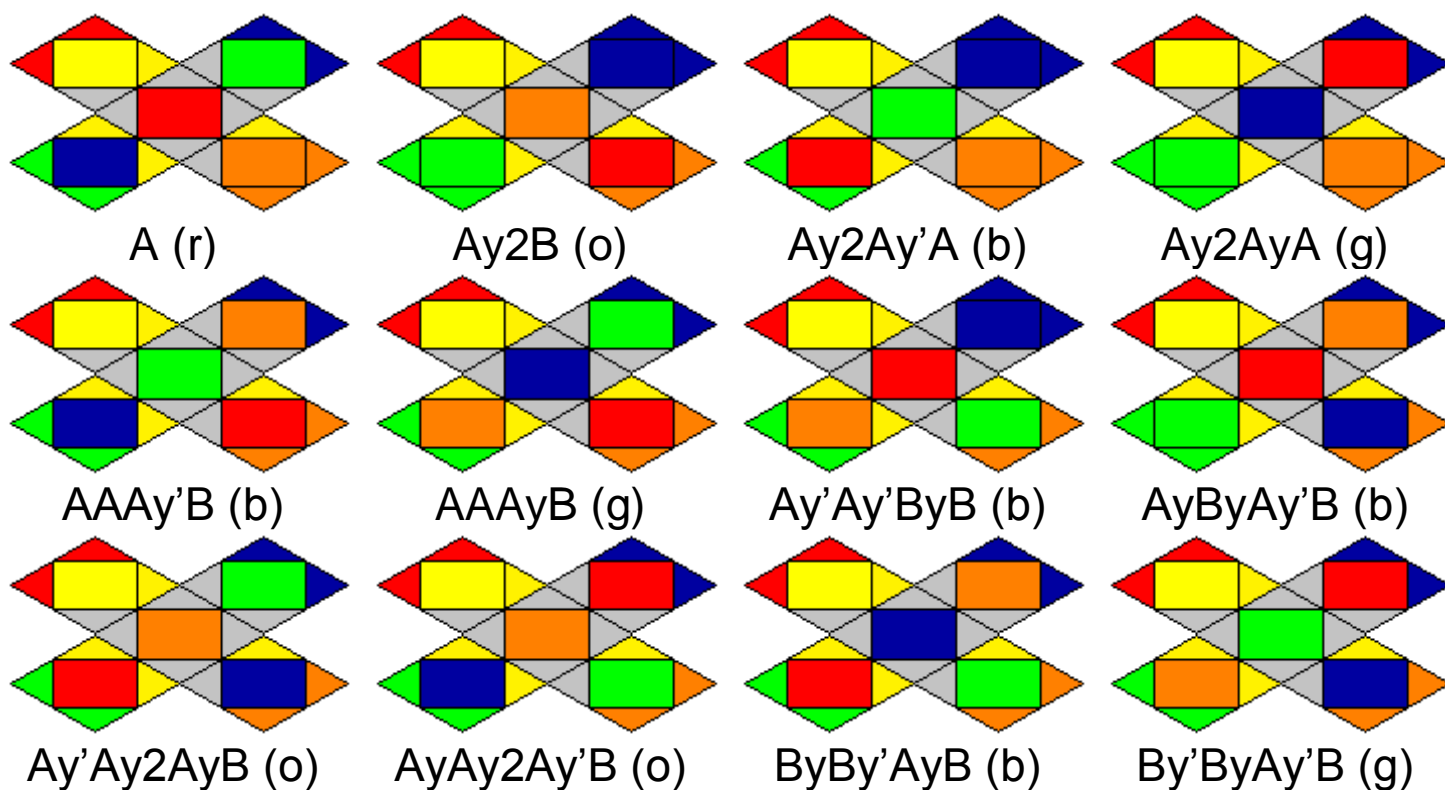 A (r) Ay2B (o) Ay2Ay’A (b) Ay2AyA (g)
AAAy’B (b) AAAyB (g) Ay’Ay’ByB (b) AyByAy’B (b)
Ay’Ay2AyB (o) AyAy2Ay’B (o) ByBy’AyB (b) By’ByAy’B (g)